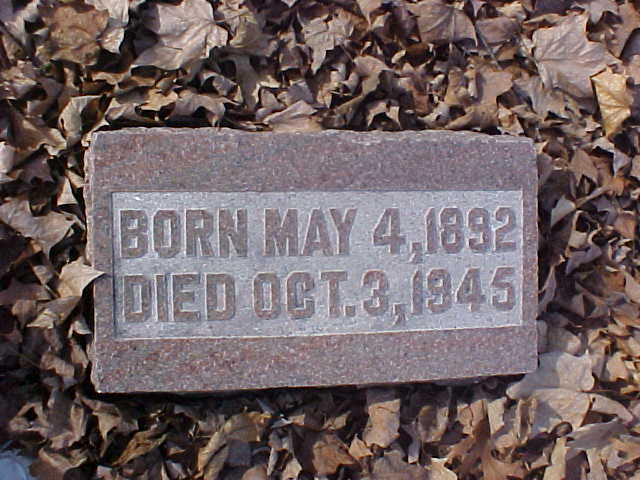 BORN MAY 4, 1892
DIED OCT. 3, 1945